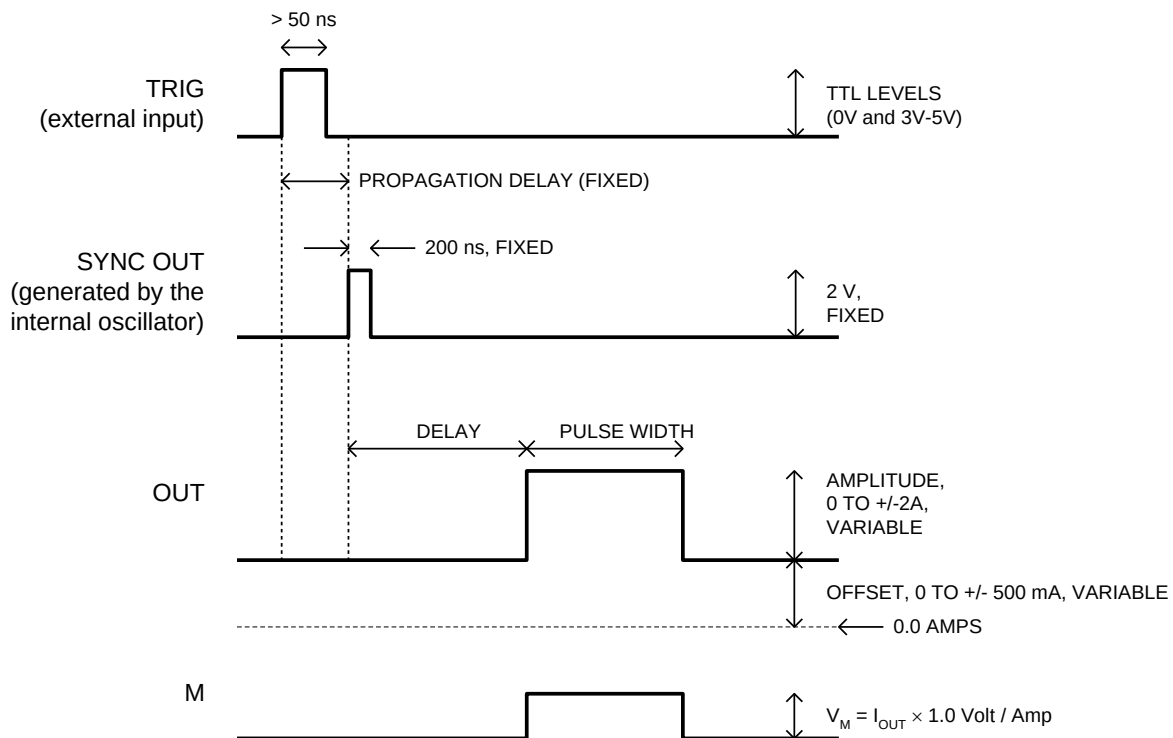 > 50 ns
TRIG
(external input)
TTL LEVELS
(0V and 3V-5V)
PROPAGATION DELAY (FIXED)
200 ns, FIXED
SYNC OUT
(generated by the
internal oscillator)
2 V,
FIXED
DELAY
PULSE WIDTH
OUT
AMPLITUDE,
0 TO +/-2A,
VARIABLE
OFFSET, 0 TO +/- 500 mA, VARIABLE
0.0 AMPS
M
V_M = I_OUT × 1.0 Volt / Amp